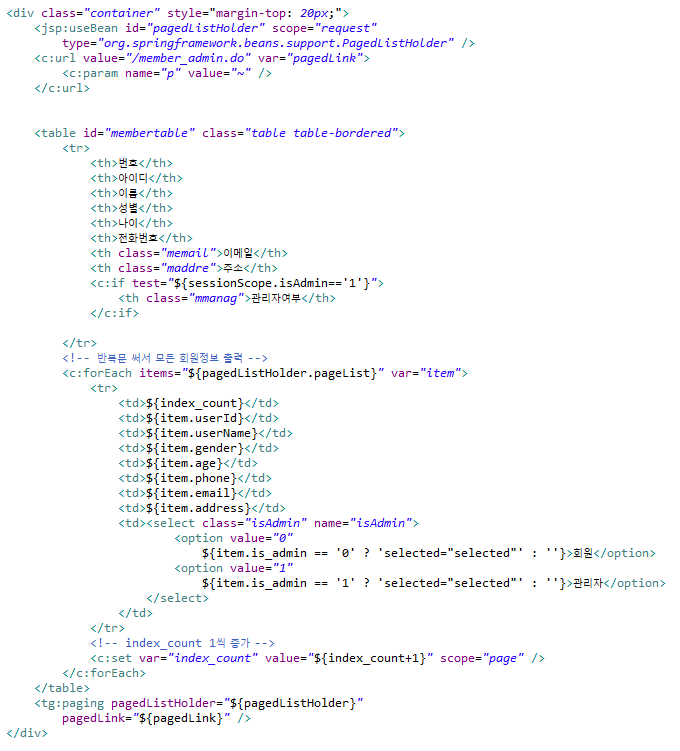 <div class="container" style="margin-top: 20px;">
<jsp:useBean id="pagedListHolder" scope="request"
type="org.springframework.beans.support.PagedListHolder" />
<c:url value="/member_admin.do" var="pagedLink">
<c:param name="p" value="~" />
</c:url>
<table id="membertable" class="table table-bordered">
<tr>
<th>번호</th>
<th>아이디</th>
<th>이름</th>
<th>성별</th>
<th>나이</th>
<th>전화번호</th>
<th class="memail">이메일</th>
<th class="maddre">주소</th>
<c:if test="${sessionScope.isAdmin=='1'}">
<th class="mmanag">관리자여부</th>
</c:if>
</tr>
<!-- 반복문 써서 모든 회원정보 출력 -->
<c:forEach items="${pagedListHolder.pageList}" var="item">
<tr>
<td>${index_count}</td>
<td>${item.userId}</td>
<td>${item.userName}</td>
<td>${item.gender}</td>
<td>${item.age}</td>
<td>${item.phone}</td>
<td>${item.email}</td>
<td>${item.address}</td>
<td><select class="isAdmin" name="isAdmin">
<option value="0"
${item.is_admin == '0' ? 'selected="selected"' : ''}>회원</option>
<option value="1"
${item.is_admin == '1' ? 'selected="selected"' : ''}>관리자</option>
</select>
</td>
</tr>
<!-- index_count 1씩 증가 -->
<c:set var="index_count" value="${index_count+1}" scope="page" />
</c:forEach>
</table>
<tg:paging pagedListHolder="${pagedListHolder}"
pagedLink="${pagedLink}" />
</div>